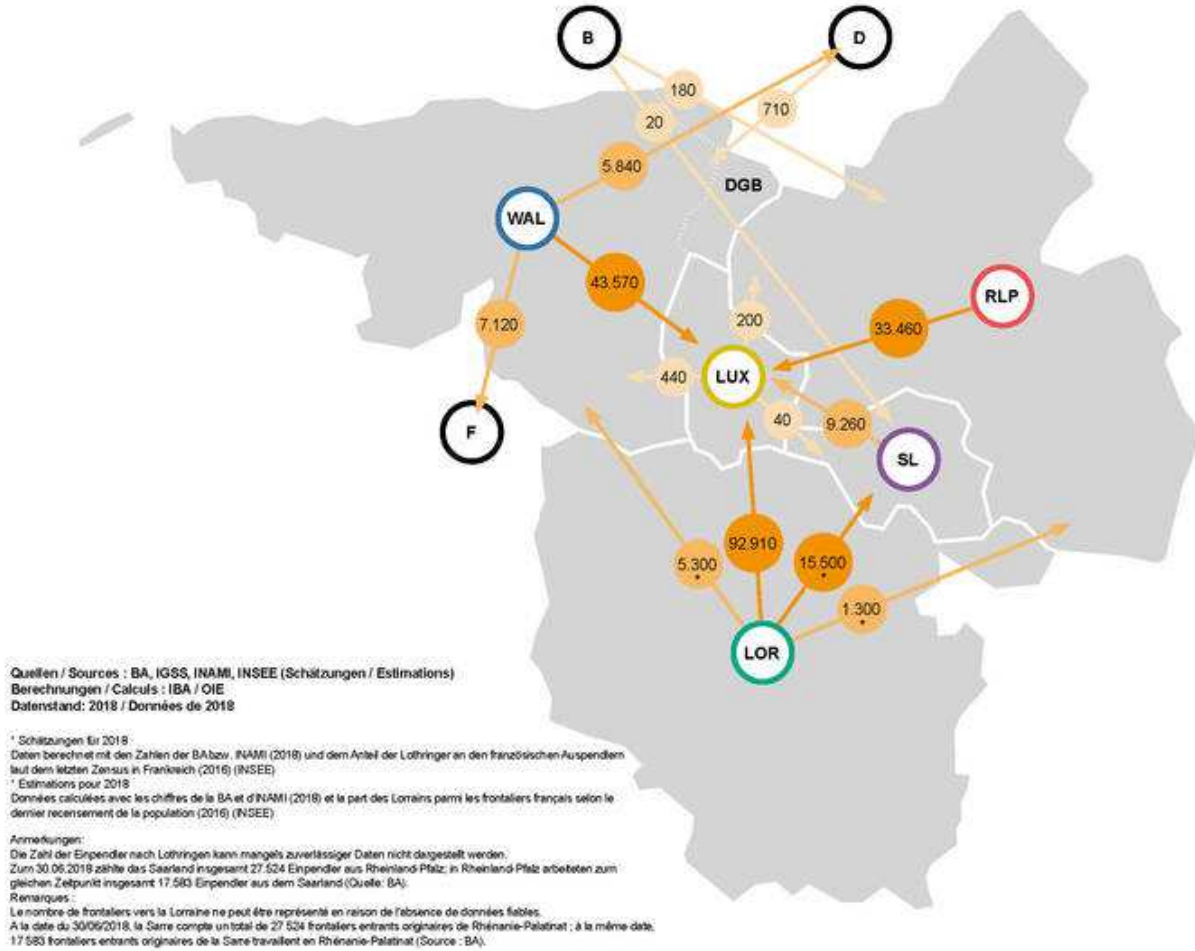 B
D
180
710
20
5.840
DGB
WAL
43.570
RLP
7.120
200
33.460
440
LUX
40
9.260
F
SL
92.910
5.300
*
15.500
*
1.300
*
LOR
Quellen / Sources : BA, IGSS, INAMI, INSEE (Schätzungen / Estimations)
Berechnungen / Calculs : IBA / OIE
Datenstand: 2018 / Données de 2018
* Schätzungen für 2018
Daten berechnet mit den Zahlen der BA bzw. INAMI (2018) und dem Anteil der Lothringer an den französischen Auspendlern
laut dem letzten Zensus in Frankreich (2016) (INSEE)
* Estimations pour 2018
Données calculées avec les chiffres de la BA et d'INAMI (2018) et la part des Lorrains parmi les frontaliers français selon le
dernier recensement de la population (2016) (INSEE)
Anmerkungen:
Die Zahl der Einpendler nach Lothringen kann mangels zuverlässiger Daten nicht dargestellt werden.
Zum 30.06.2018 zählte das Saarland insgesamt 27.524 Einpendler aus Rheinland-Pfalz; in Rheinland-Pfalz arbeiteten zum
gleichen Zeitpunkt insgesamt 17.583 Einpendler aus dem Saarland (Quelle: BA).
Remarques :
Le nombre de frontaliers vers la Lorraine ne peut être représenté en raison de l'absence de données fiables.
A la date du 30/06/2018, la Sarre compte un total de 27 524 frontaliers entrants originaires de Rhénanie-Palatinat ; à la même date,
17 583 frontaliers entrants originaires de la Sarre travaillent en Rhénanie-Palatinat (Source : BA).